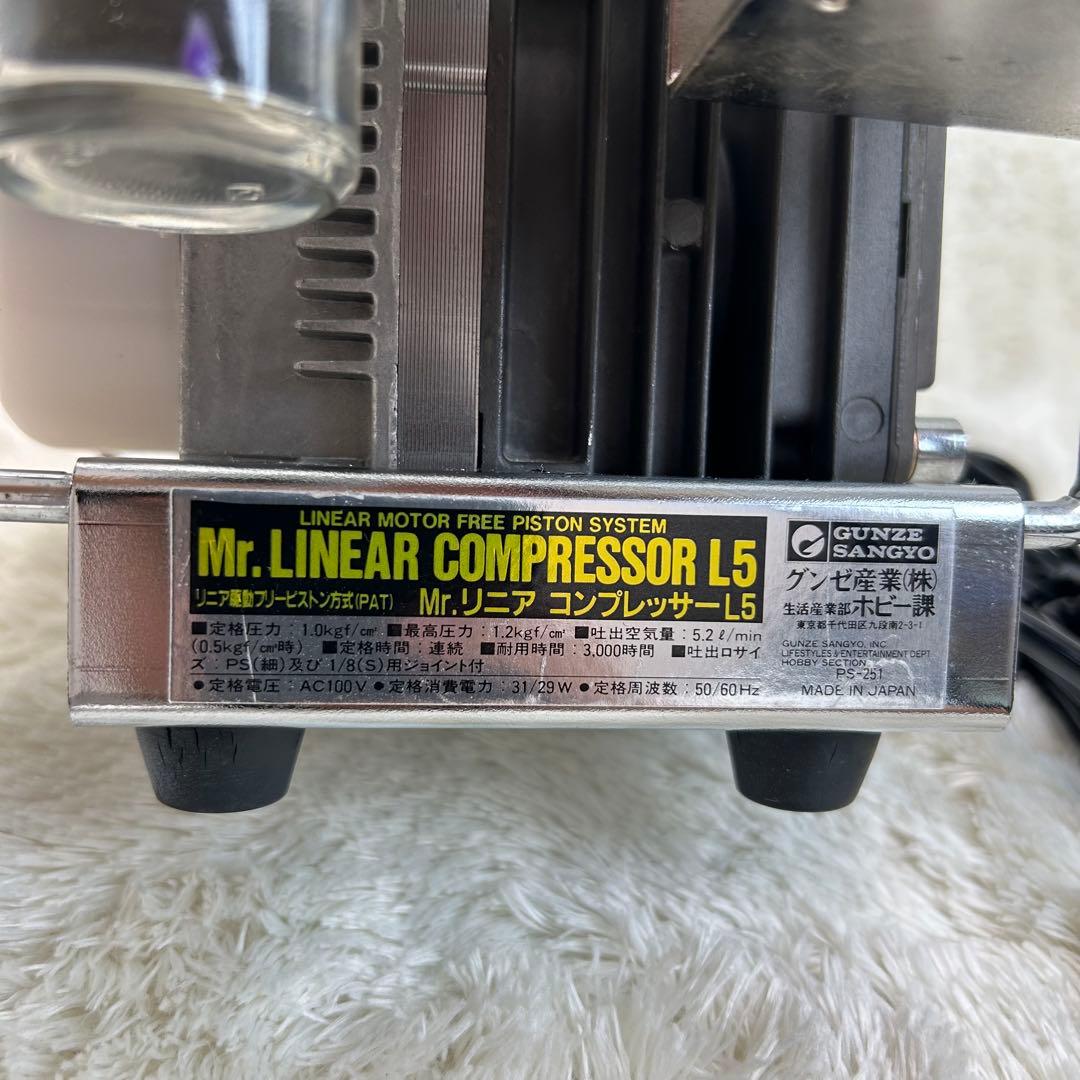 LINEAR MOTOR FREE PISTON SYSTEM
Mr. LINEAR COMPRESSOR L5
リニア駆動フリーピストン方式(PAT) Mr.リニア コンプレッサーL5
■定格圧力：1.0kgf/cm² ■最高圧力：1.2kgf/cm² ■吐出空気量：5.2ℓ/min
(0.5kgf/cm²時) ■定格時間：連続 ■耐用時間：3,000時間 ■吐出口サイ
ズ：PS(細)及び 1/8(S)用ジョイント付
●定格電圧：AC100V ●定格消費電力：31/29W ●定格周波数：50/60Hz
GUNZE
SANGYO
グンゼ産業(株)
生活産業部ホビー課
東京都千代田区九段南2-3-1
GUNZE SANGYO, INC.
LIFESTYLES & ENTERTAINMENT DEPT
HOBBY SECTION
PS-251
MADE IN JAPAN